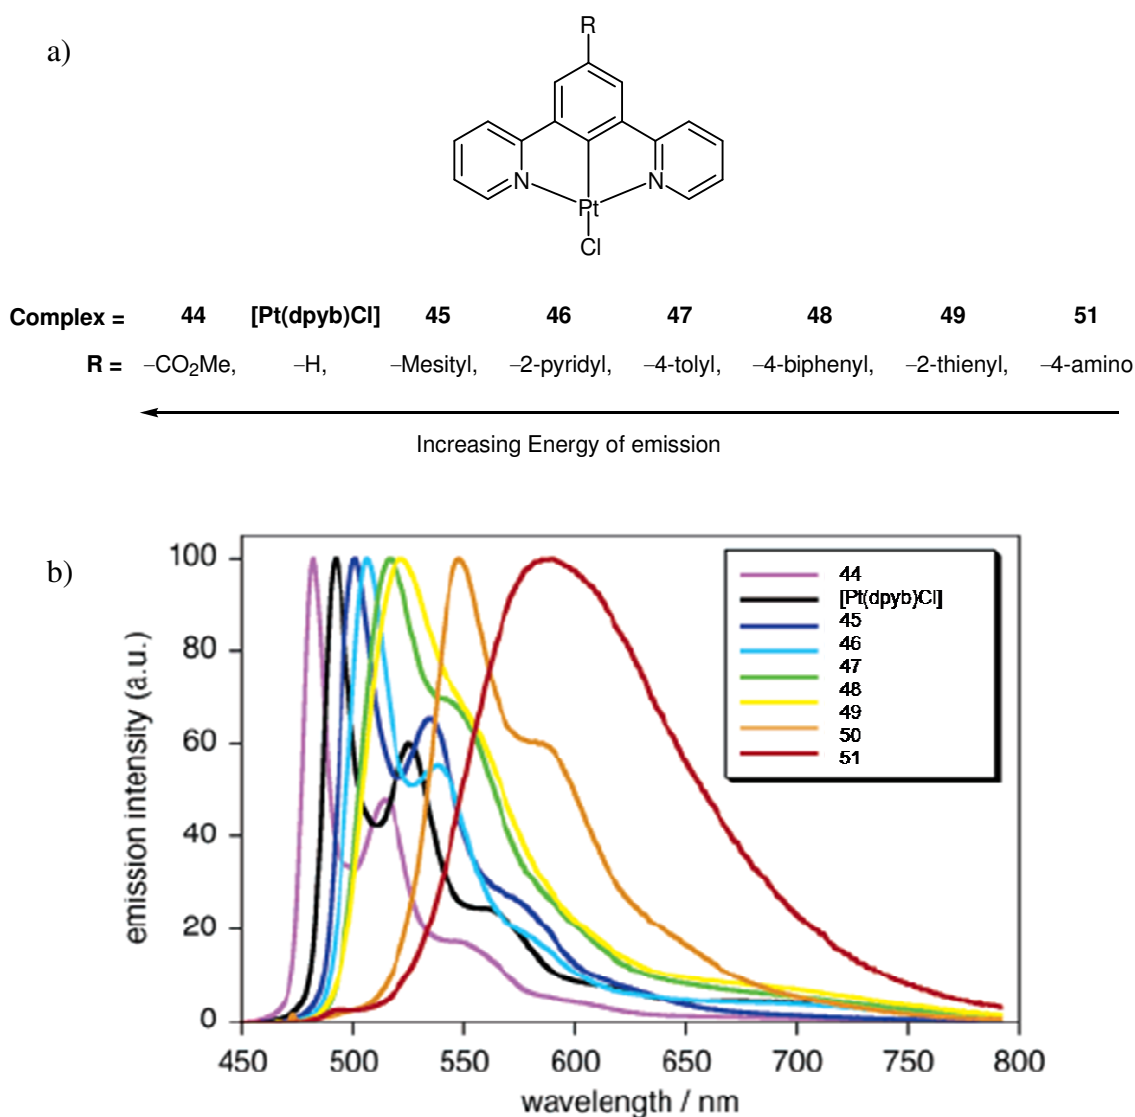 a)
R
N
N
Pt
Cl
Complex = 44 [Pt(dpyb)Cl] 45 46 47 48 49 51
R = –CO₂Me, –H, –Mesityl, –2-pyridyl, –4-tolyl, –4-biphenyl, –2-thienyl, –4-amino
Increasing Energy of emission
b)
100
80
60
40
20
0
emission intensity (a.u.)
44
[Pt(dpyb)Cl]
45
46
47
48
49
50
51
450 500 550 600 650 700 750 800
wavelength / nm